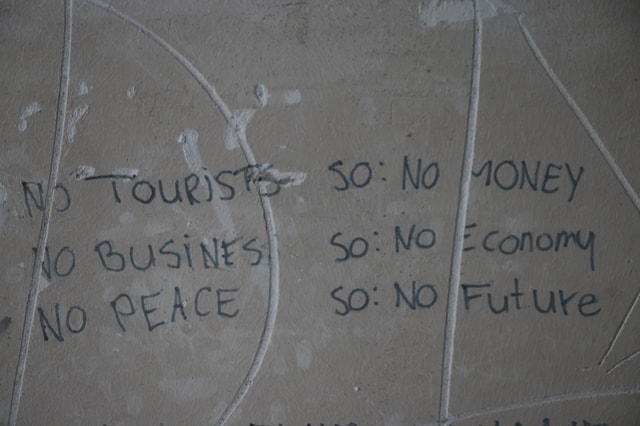 NO TOURISTS SO: NO MONEY
NO BUSINES SO: NO Economy
NO PEACE SO: NO Future